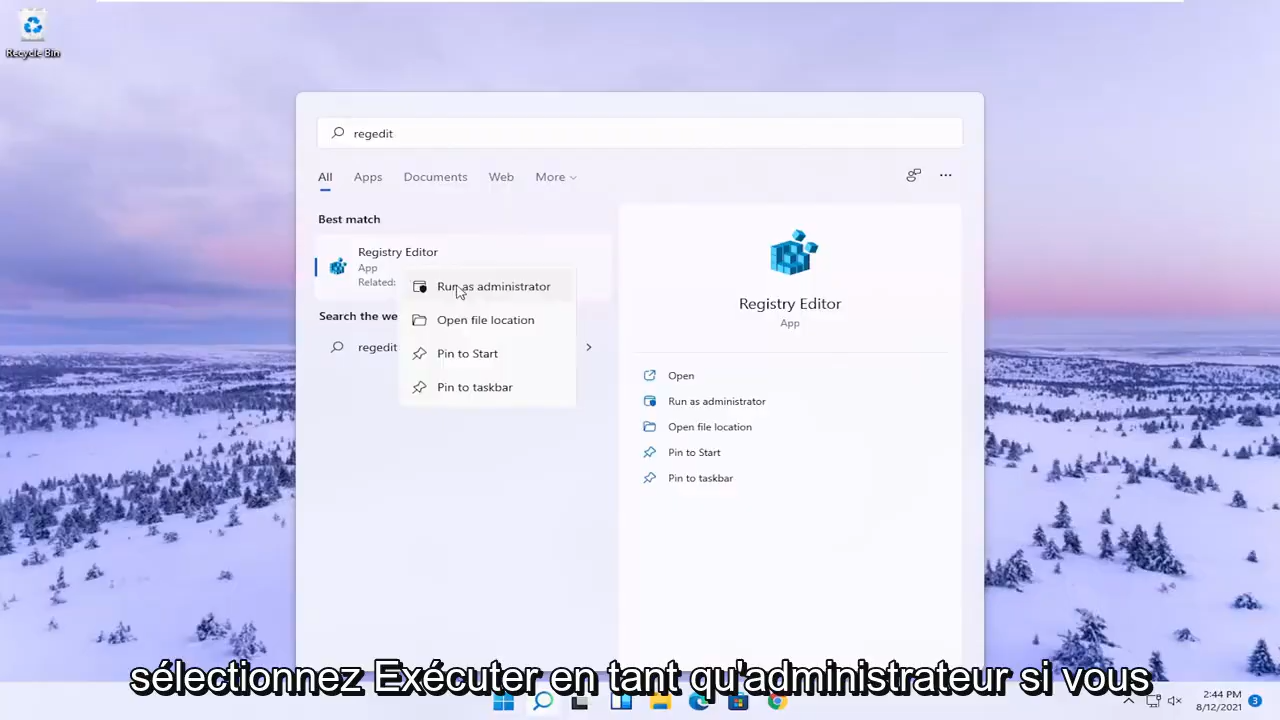 Recycle Bin
regedit
All Apps Documents Web More
Best match
Registry Editor
App
Related:
Run as administrator
Open file location
Pin to Start
Pin to taskbar
Search the we
regedit
Registry Editor
App
Open
Run as administrator
Open file location
Pin to Start
Pin to taskbar
sélectionnez Exécuter en tant qu'administrateur si vous
2:44 PM
8/12/2021
3